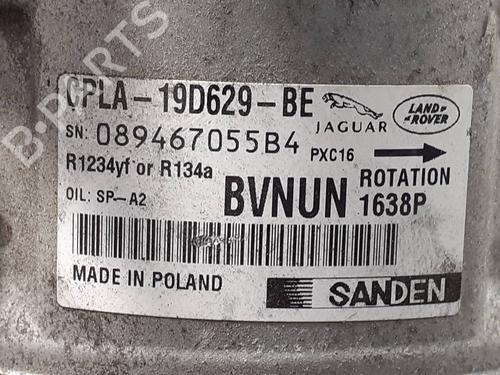 CPLA-19D629-BE
SN: 089467055B4
JAGUAR
LAND-ROVER
PXC16
R1234yf or R134a
ROTATION
OIL: SP-A2
BVNUN
1638P
MADE IN POLAND
SANDEN
B-PARTS